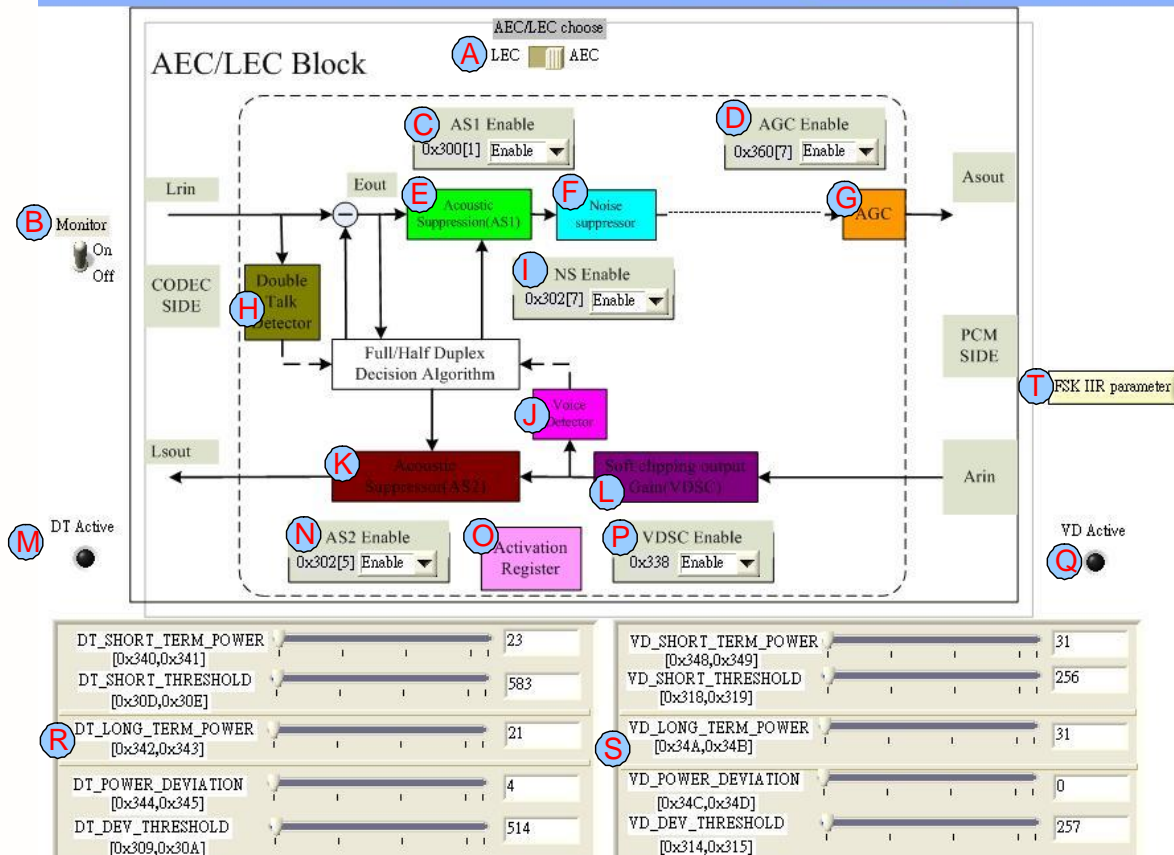 AEC/LEC choose
A LEC AEC
AEC/LEC Block
C AS1 Enable
0x300[1] Enable
D AGC Enable
0x360[7] Enable
Lrin
Eout
Asout
B Monitor
On
Off
E Acoustic
Suppression(AS1)
F Noise
suppressor
G AGC
CODEC
SIDE
H Double
Talk
Detector
I NS Enable
0x302[7] Enable
PCM
SIDE
Full/Half Duplex
Decision Algorithm
T FSK IIR parameter
J Voice
Detector
Lsout
K Acoustic
Suppressor(AS2)
L Soft clipping output
Gain(VDSC)
Arin
M DT Active
N AS2 Enable
0x302[5] Enable
O Activation
Register
P VDSC Enable
0x338 Enable
VD Active
Q
DT_SHORT_TERM_POWER 23
[0x340,0x341]
DT_SHORT_THRESHOLD 583
[0x30D,0x30E]
R DT_LONG_TERM_POWER 21
[0x342,0x343]
DT_POWER_DEVIATION 4
[0x344,0x345]
DT_DEV_THRESHOLD 514
[0x309,0x30A]
VD_SHORT_TERM_POWER 31
[0x348,0x349]
VD_SHORT_THRESHOLD 256
[0x318,0x319]
S VD_LONG_TERM_POWER 31
[0x34A,0x34B]
VD_POWER_DEVIATION 0
[0x34C,0x34D]
VD_DEV_THRESHOLD 257
[0x314,0x315]